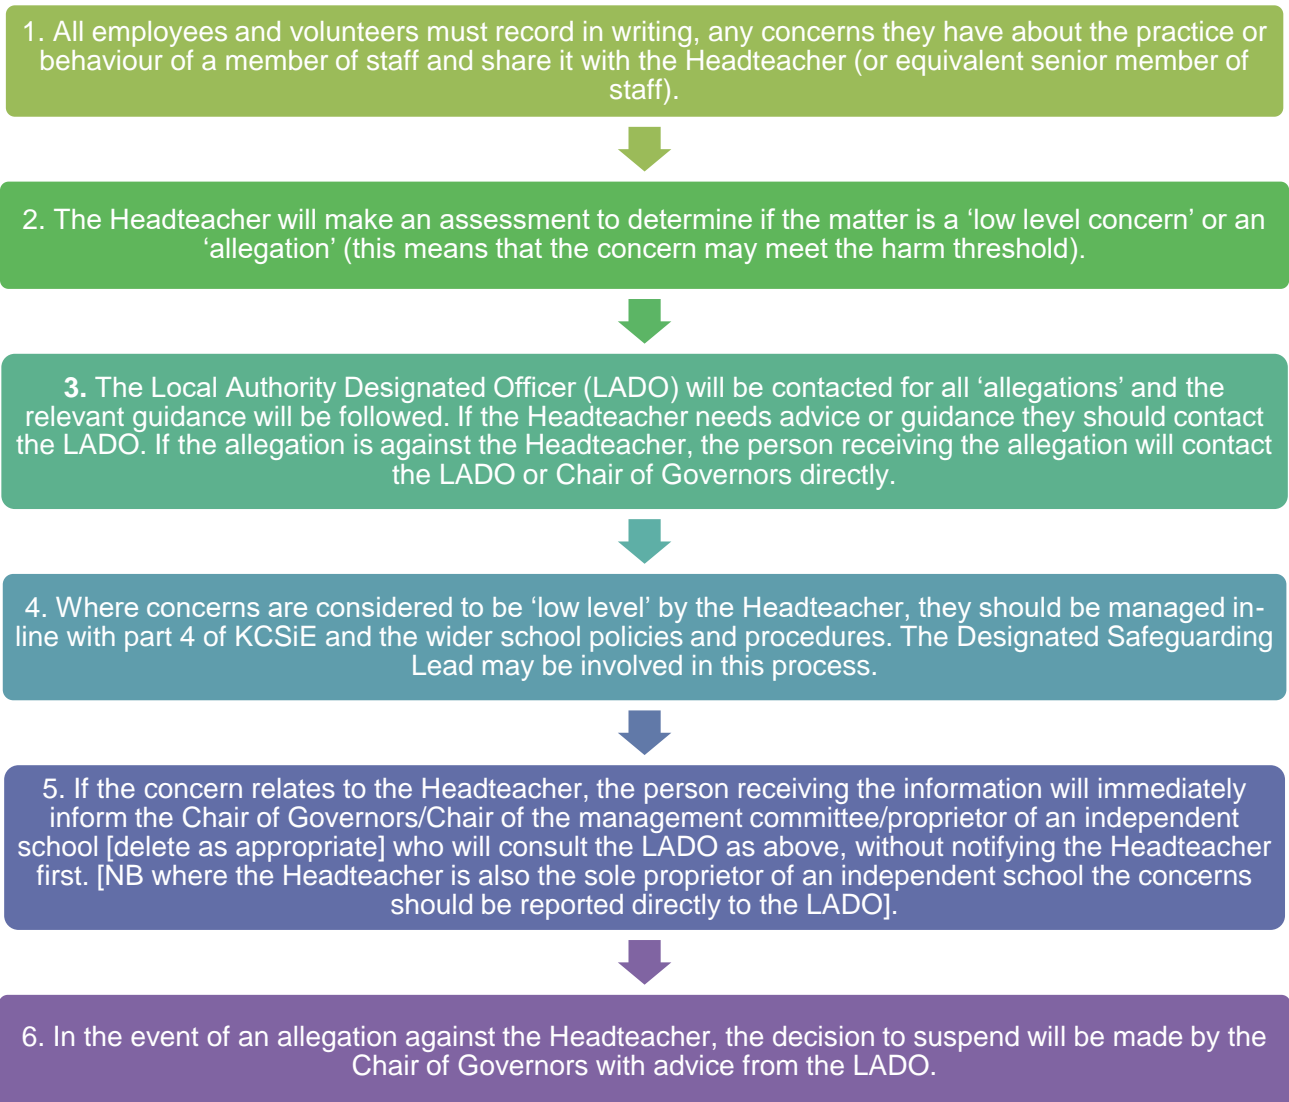 1. All employees and volunteers must record in writing, any concerns they have about the practice or
behaviour of a member of staff and share it with the Headteacher (or equivalent senior member of
staff).
2. The Headteacher will make an assessment to determine if the matter is a ‘low level concern’ or an
‘allegation’ (this means that the concern may meet the harm threshold).
3. The Local Authority Designated Officer (LADO) will be contacted for all ‘allegations’ and the
relevant guidance will be followed. If the Headteacher needs advice or guidance they should contact
the LADO. If the allegation is against the Headteacher, the person receiving the allegation will contact
the LADO or Chair of Governors directly.
4. Where concerns are considered to be ‘low level’ by the Headteacher, they should be managed in-
line with part 4 of KCSiE and the wider school policies and procedures. The Designated Safeguarding
Lead may be involved in this process.
5. If the concern relates to the Headteacher, the person receiving the information will immediately
inform the Chair of Governors/Chair of the management committee/proprietor of an independent
school [delete as appropriate] who will consult the LADO as above, without notifying the Headteacher
first. [NB where the Headteacher is also the sole proprietor of an independent school the concerns
should be reported directly to the LADO].
6. In the event of an allegation against the Headteacher, the decision to suspend will be made by the
Chair of Governors with advice from the LADO.